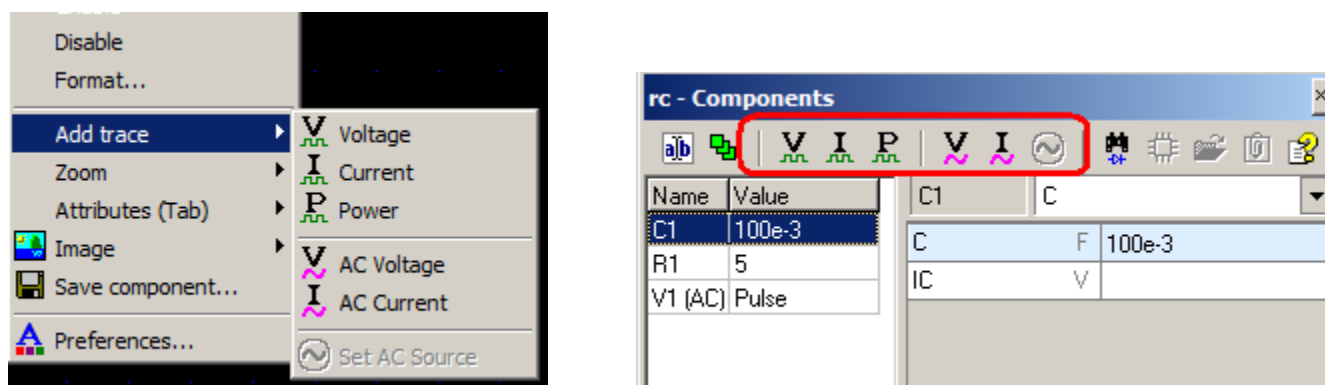 Disable
Format...
Add trace
Zoom
Attributes (Tab)
Image
Save component...
Preferences...
V Voltage
I Current
P Power
V AC Voltage
I AC Current
Set AC Source
rc - Components
V I P V I
Name Value
C1 100e-3
R1 5
V1 (AC) Pulse
C1 C
C F 100e-3
IC V